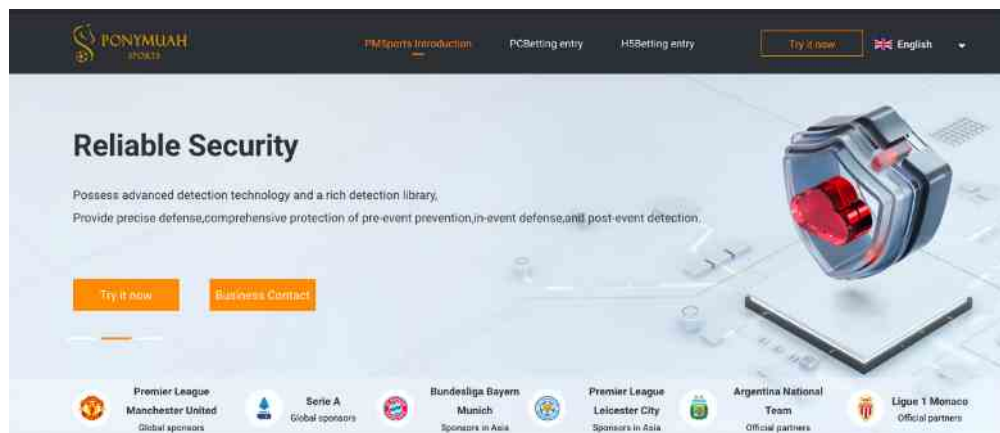 PONYMUAH
SPORTS
PMSports Introduction
PCBetting entry
H5Betting entry
Try it now
English
Reliable Security
Possess advanced detection technology and a rich detection library,
Provide precise defense,comprehensive protection of pre-event prevention,in-event defense,and post-event detection.
Try it now
Business Contact
Premier League
Manchester United
Global sponsors
Serie A
Global sponsors
Bundesliga Bayern
Munich
Sponsors in Asia
Premier League
Leicester City
Sponsors in Asia
Argentina National
Team
Official partners
Ligue 1 Monaco
Official partners